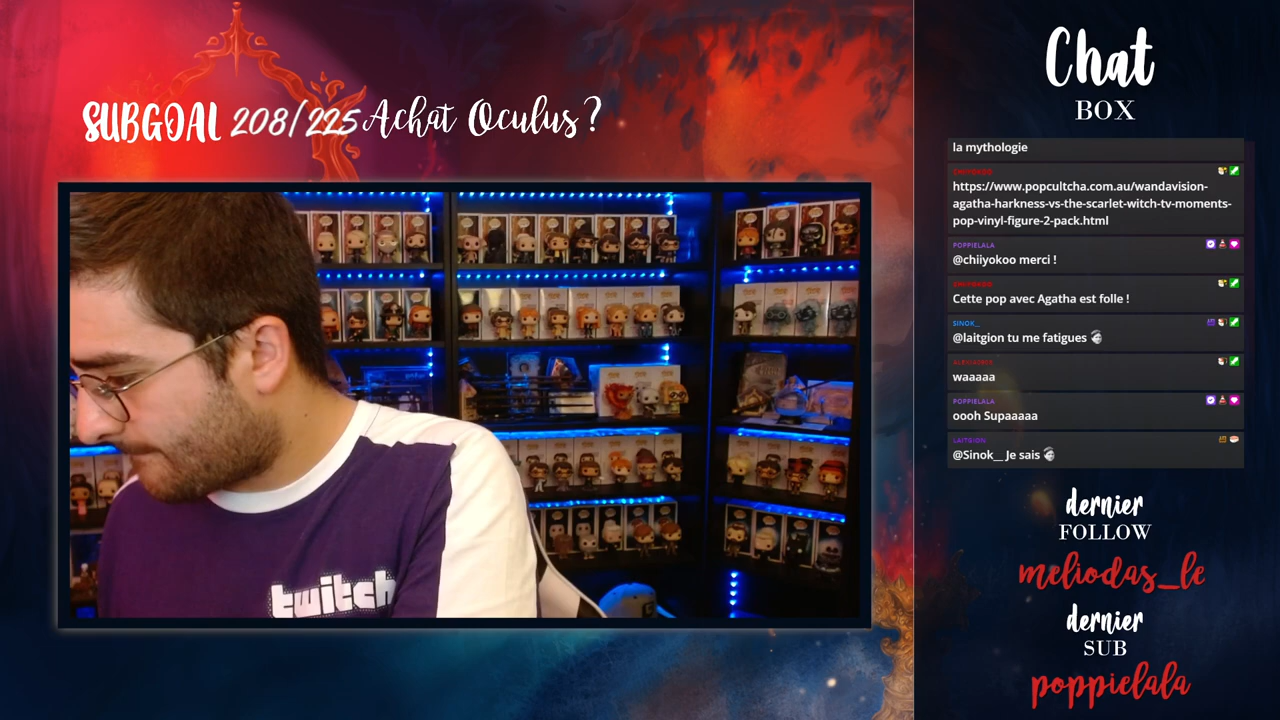 SUBGOAL 208/225 Achat Oculus?
twitch
Chat
BOX
la mythologie
https://www.popcultcha.com.au/wandavision-
agatha-harkness-vs-the-scarlet-witch-tv-moments-
pop-vinyl-figure-2-pack.html
POPPIELALA
@chiiyokoo merci !
Cette pop avec Agatha est folle !
SINOK_
@laitgion tu me fatigues
waaaaa
POPPIELALA
oooh Supaaaaa
LAITGION
@Sinok__ Je sais
dernier
FOLLOW
meliodas_le
dernier
SUB
poppielala